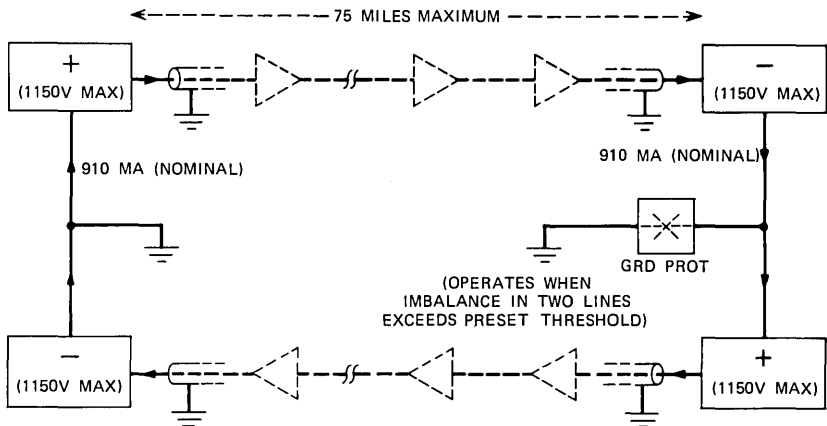 75 MILES MAXIMUM
+
(1150V MAX)
−
(1150V MAX)
910 MA (NOMINAL)
910 MA (NOMINAL)
GRD PROT
(OPERATES WHEN
IMBALANCE IN TWO LINES
EXCEEDS PRESET THRESHOLD)
−
(1150V MAX)
+
(1150V MAX)